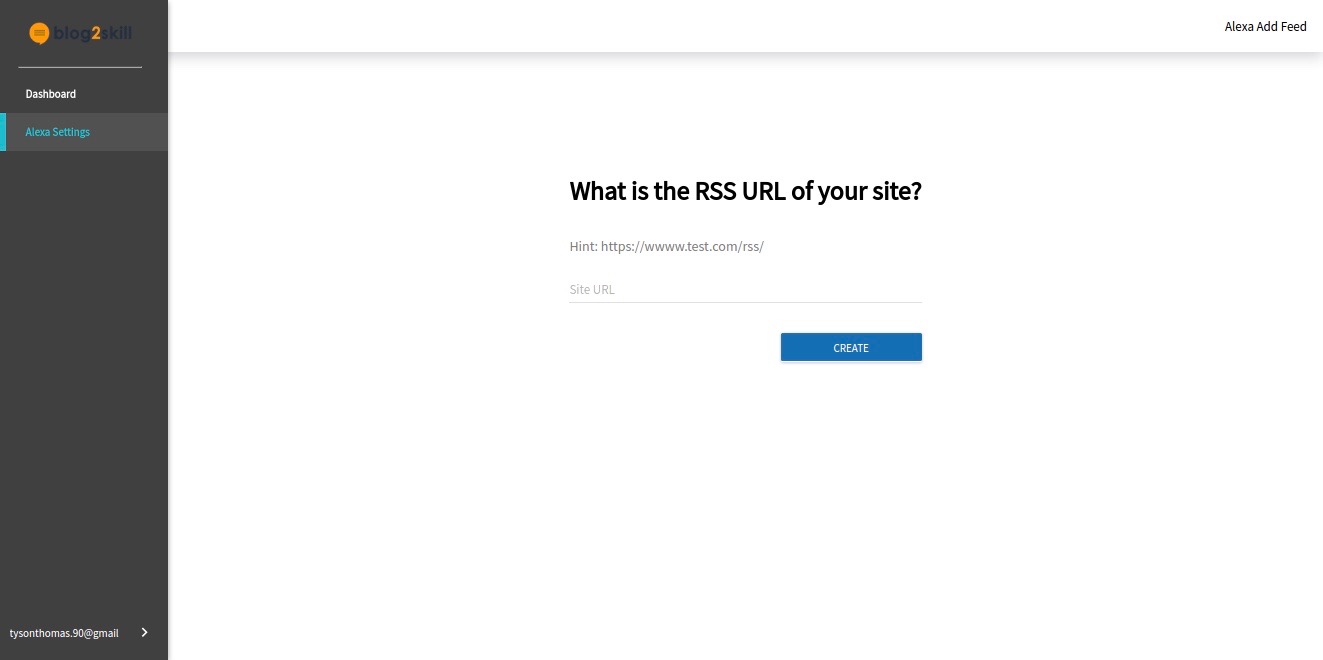 blog2skill
Alexa Add Feed
Dashboard
Alexa Settings
What is the RSS URL of your site?
Hint: https://wwww.test.com/rss/
Site URL
CREATE
tysonthomas.90@gmail